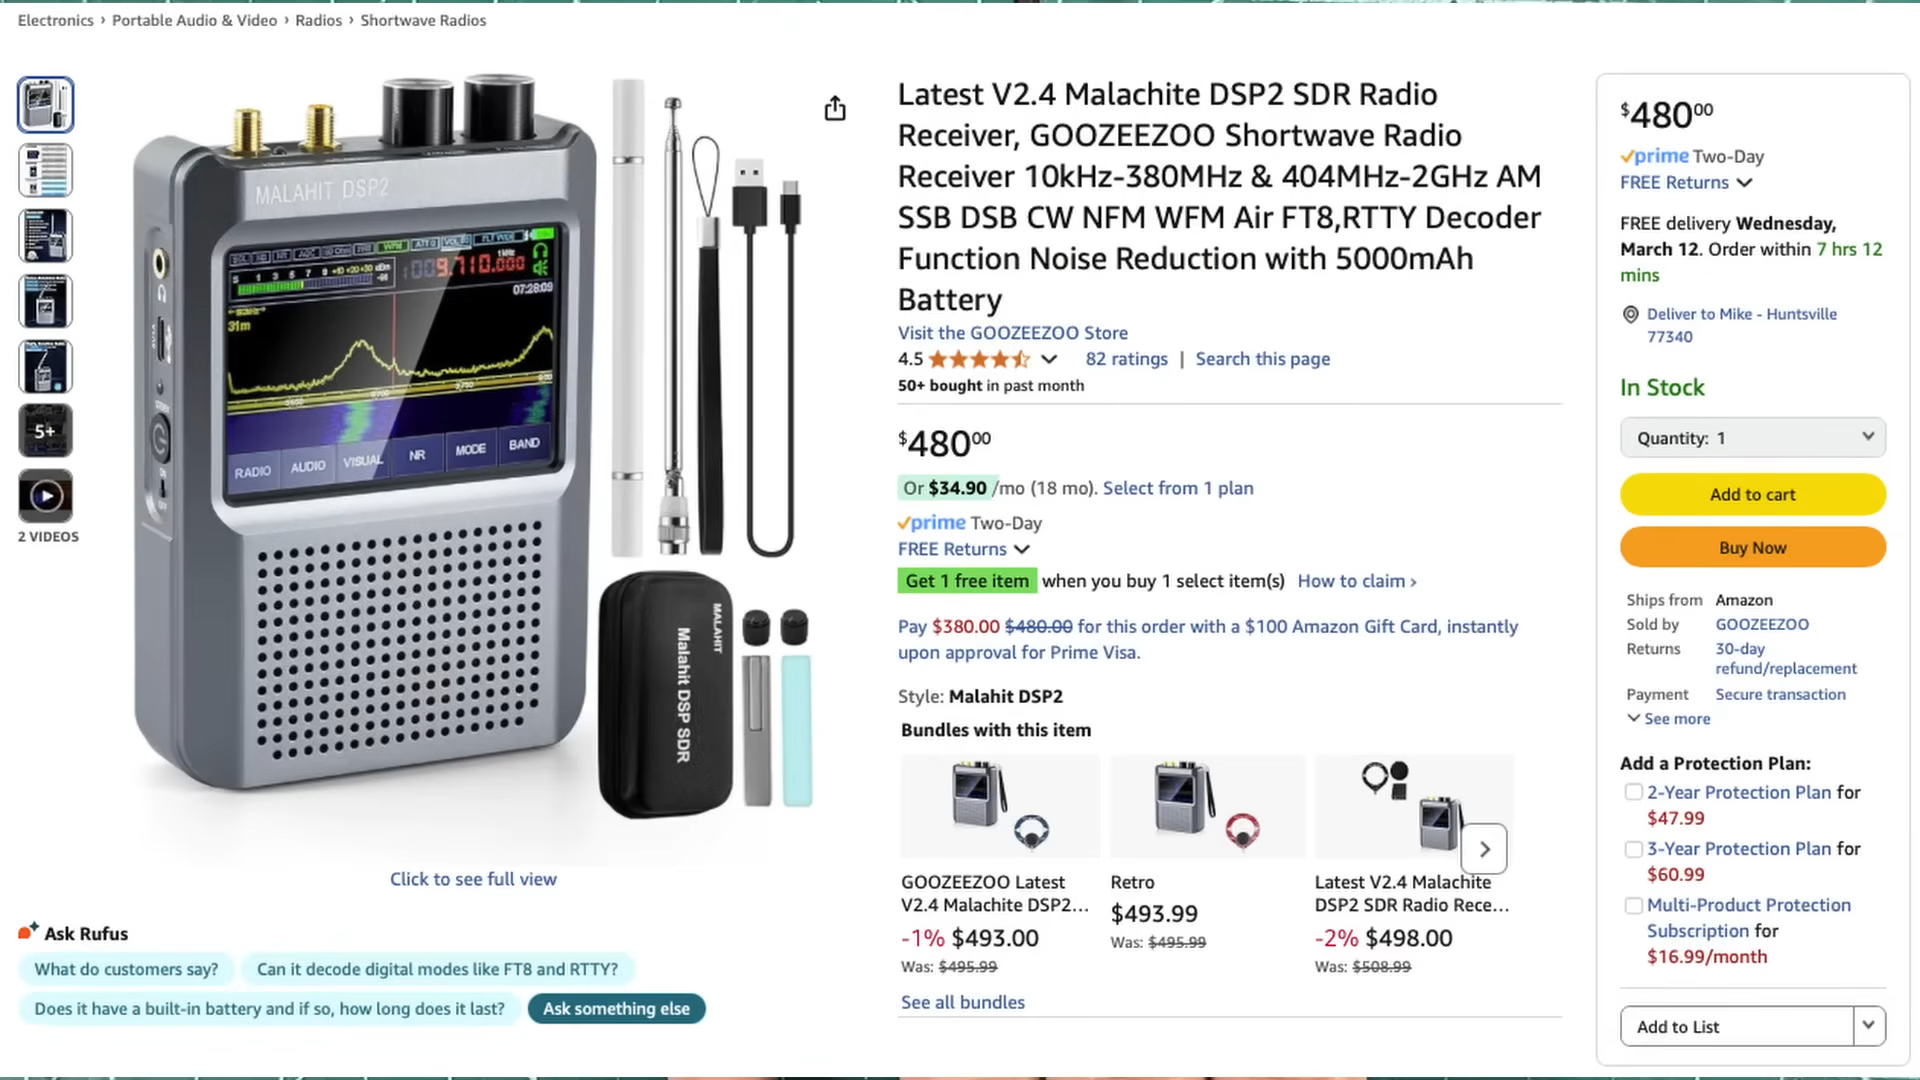 Electronics › Portable Audio & Video › Radios › Shortwave Radios
MALAHIT DSP2
WFM
9.710.000
07:28:09
31m
RADIO AUDIO VISUAL NR MODE BAND
MALAHIT
Malahit DSP SDR
5+
2 VIDEOS
Click to see full view
Ask Rufus
What do customers say?
Can it decode digital modes like FT8 and RTTY?
Does it have a built-in battery and if so, how long does it last?
Ask something else
Latest V2.4 Malachite DSP2 SDR Radio
Receiver, GOOZEEZOO Shortwave Radio
Receiver 10kHz-380MHz & 404MHz-2GHz AM
SSB DSB CW NFM WFM Air FT8,RTTY Decoder
Function Noise Reduction with 5000mAh
Battery
Visit the GOOZEEZOO Store
4.5
82 ratings | Search this page
50+ bought in past month
$480⁰⁰
Or $34.90 /mo (18 mo). Select from 1 plan
prime Two-Day
FREE Returns
Get 1 free item when you buy 1 select item(s) How to claim ›
Pay $380.00 $480.00 for this order with a $100 Amazon Gift Card, instantly
upon approval for Prime Visa.
Style: Malahit DSP2
Bundles with this item
GOOZEEZOO Latest
V2.4 Malachite DSP2...
-1% $493.00
Was: $495.99
Retro
$493.99
Was: $495.99
Latest V2.4 Malachite
DSP2 SDR Radio Rece...
-2% $498.00
Was: $508.99
See all bundles
$480⁰⁰
prime Two-Day
FREE Returns
FREE delivery Wednesday,
March 12. Order within 7 hrs 12
mins
Deliver to Mike - Huntsville
77340
In Stock
Quantity: 1
Add to cart
Buy Now
Ships from Amazon
Sold by GOOZEEZOO
Returns 30-day
refund/replacement
Payment Secure transaction
See more
Add a Protection Plan:
2-Year Protection Plan for
$47.99
3-Year Protection Plan for
$60.99
Multi-Product Protection
Subscription for
$16.99/month
Add to List